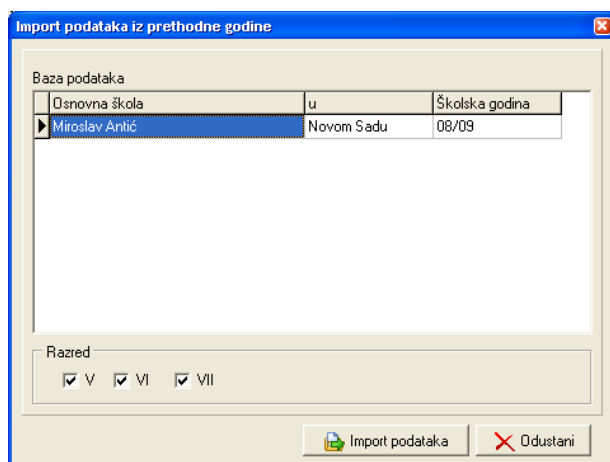 Import podataka iz prethodne godine
Baza podataka
Osnovna škola u Školska godina
Miroslav Antić Novom Sadu 08/09
Razred
V VI VII
Import podataka Odustani